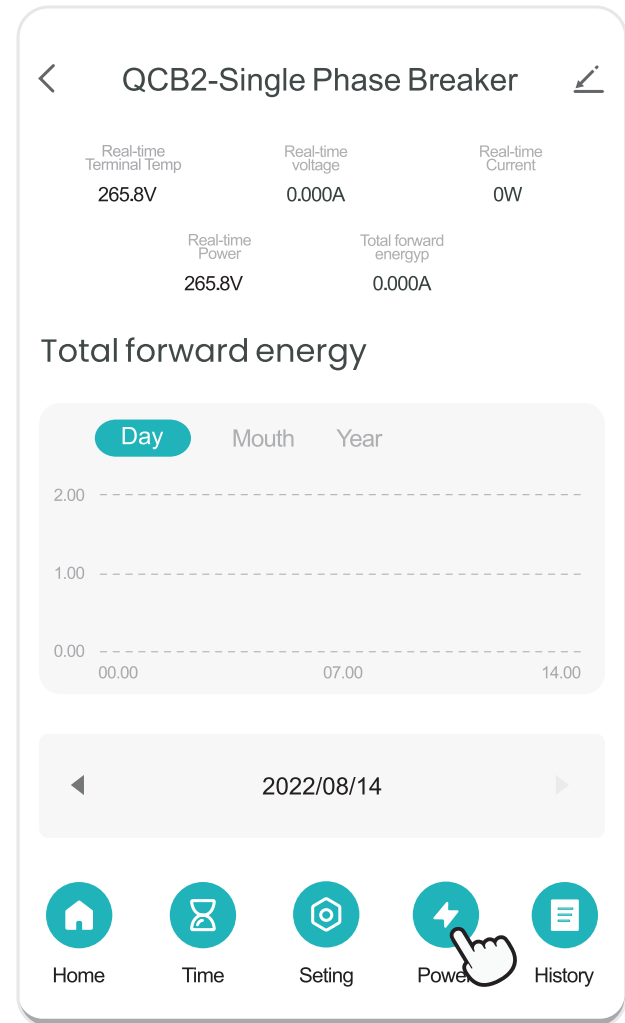 QCB2-Single Phase Breaker
Real-time Real-time Real-time
Terminal Temp voltage Current
265.8V 0.000A 0W
Real-time Total forward
Power energyp
265.8V 0.000A
Total forward energy
Day Mouth Year
2.00
1.00
0.00
00.00 07.00 14.00
2022/08/14
Home Time Seting Power History